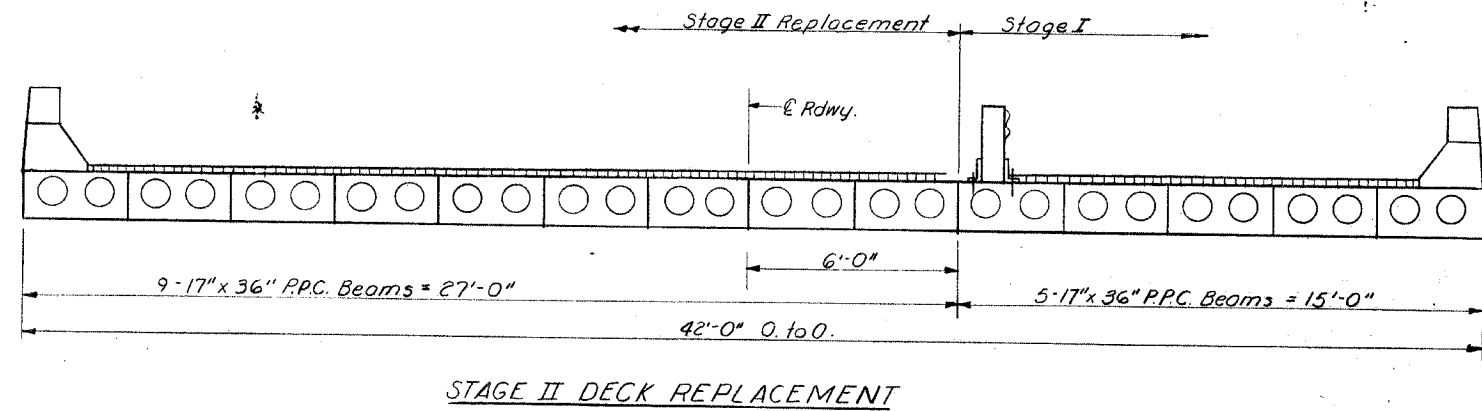 Stage II Replacement
Stage I
℄ Rdwy.
6'-0"
9-17"x 36" P.P.C. Beams = 27'-0"
5-17"x 36" P.P.C. Beams = 15'-0"
42'-0" O. to O.
STAGE II DECK REPLACEMENT